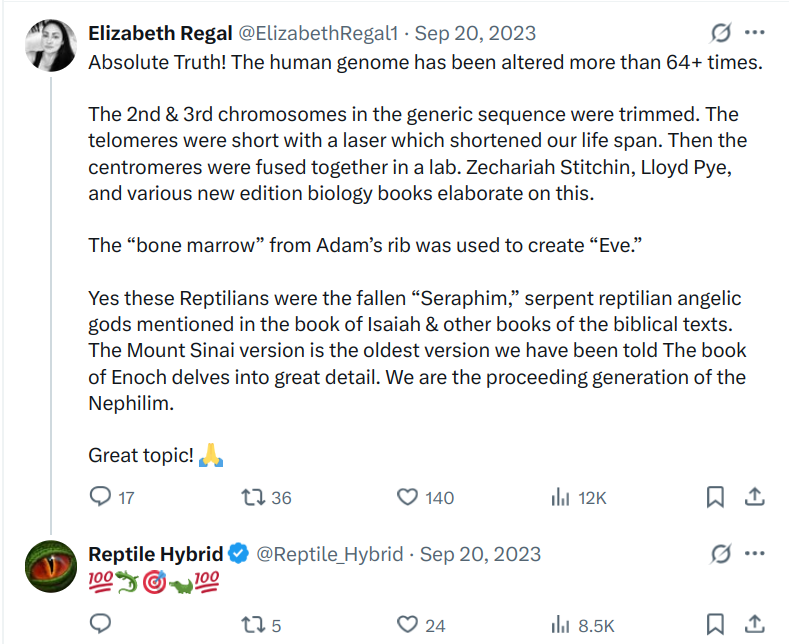 Elizabeth Regal @ElizabethRegal1 · Sep 20, 2023
Absolute Truth! The human genome has been altered more than 64+ times.
The 2nd & 3rd chromosomes in the generic sequence were trimmed. The
telomeres were short with a laser which shortened our life span. Then the
centromeres were fused together in a lab. Zechariah Stitchin, Lloyd Pye,
and various new edition biology books elaborate on this.
The “bone marrow” from Adam’s rib was used to create “Eve.”
Yes these Reptilians were the fallen “Seraphim,” serpent reptilian angelic
gods mentioned in the book of Isaiah & other books of the biblical texts.
The Mount Sinai version is the oldest version we have been told The book
of Enoch delves into great detail. We are the proceeding generation of the
Nephilim.
Great topic! 🙏
17 36 140 12K
Reptile Hybrid @Reptile_Hybrid · Sep 20, 2023
💯🦎🎯🐊💯
5 24 8.5K